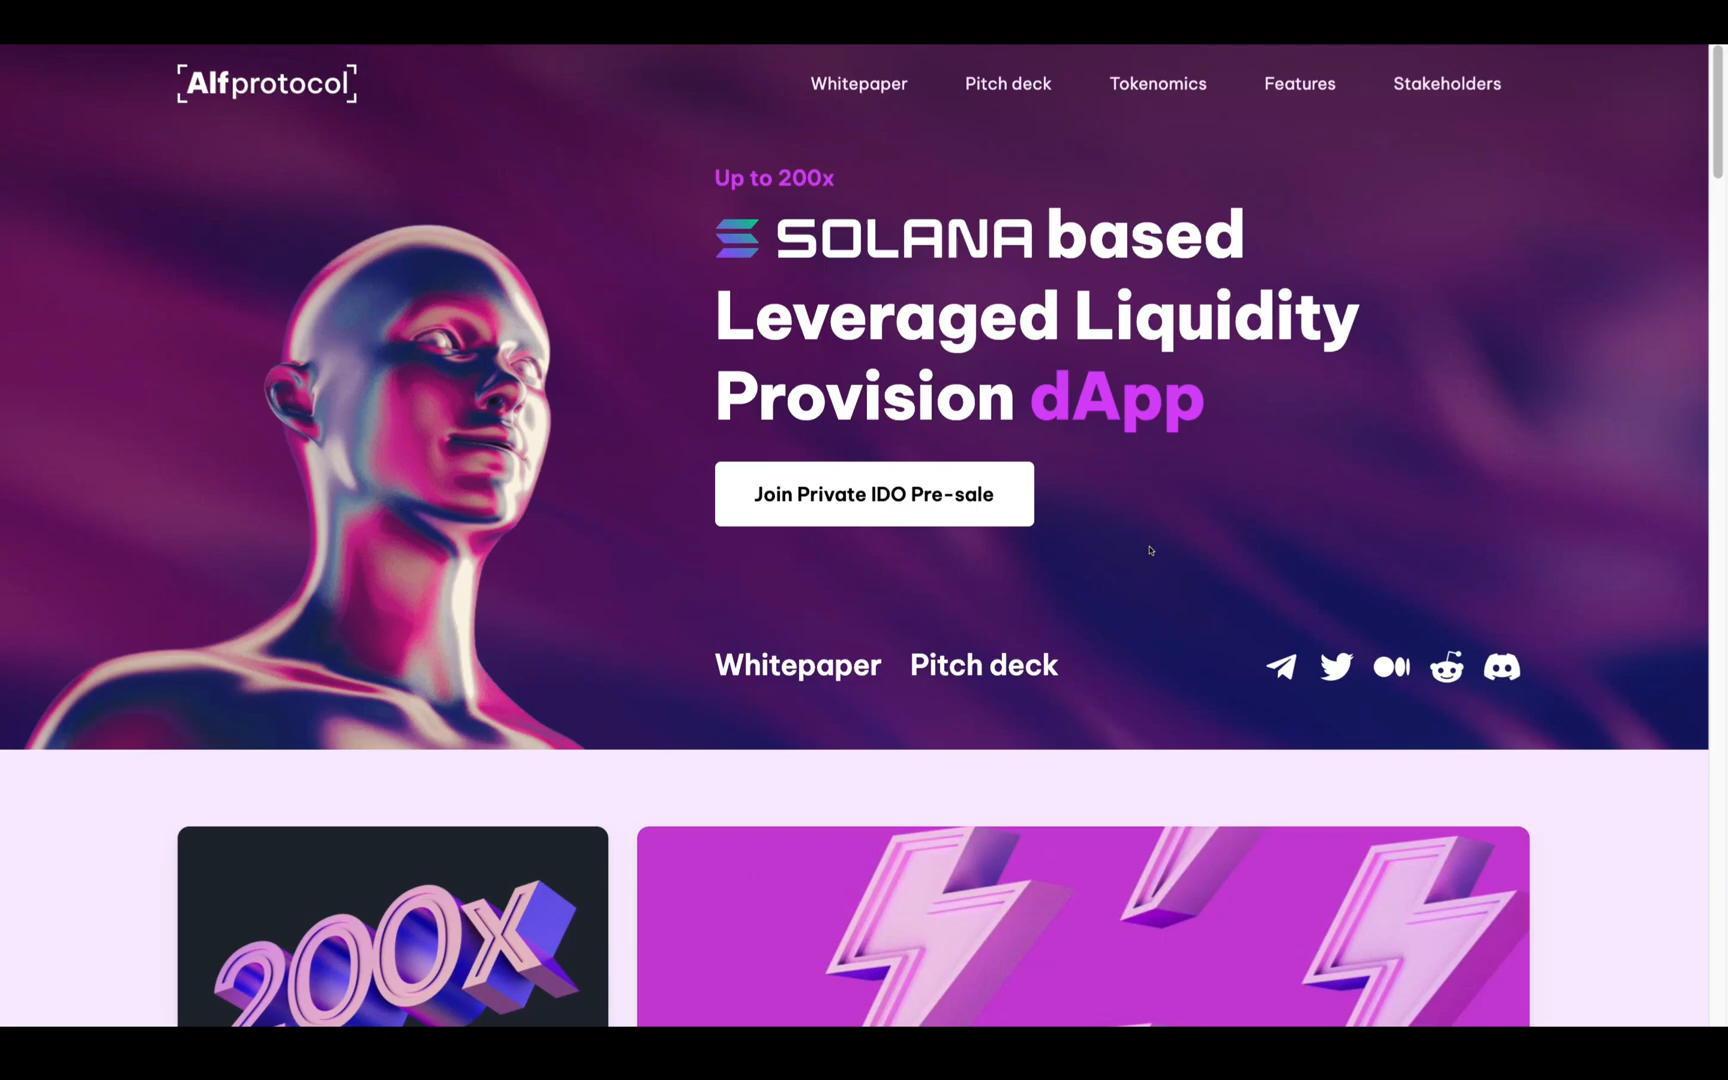 [Alfprotocol]
Whitepaper Pitch deck Tokenomics Features Stakeholders
Up to 200x
SOLANA based
Leveraged Liquidity
Provision dApp
Join Private IDO Pre-sale
Whitepaper Pitch deck
200x